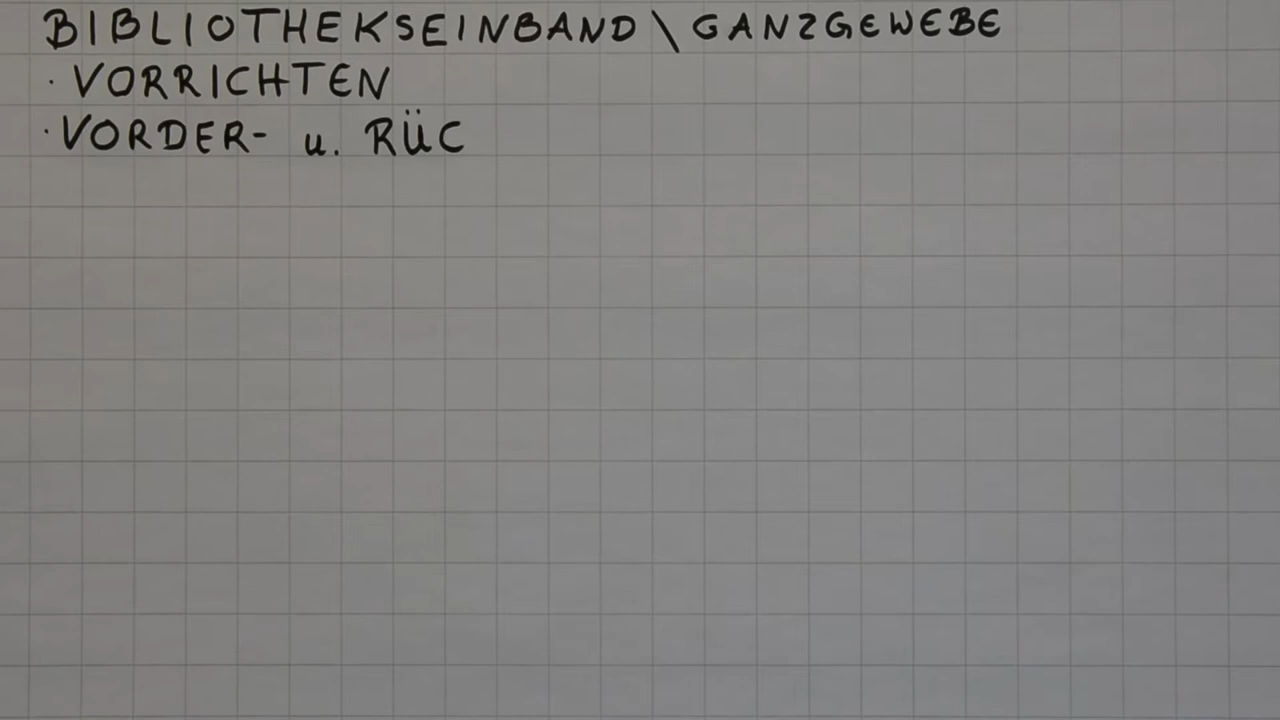 BIBLIOTHEKSEINBAND \ GANZGEWEBE
· VORRICHTEN
· VORDER- u. RÜC